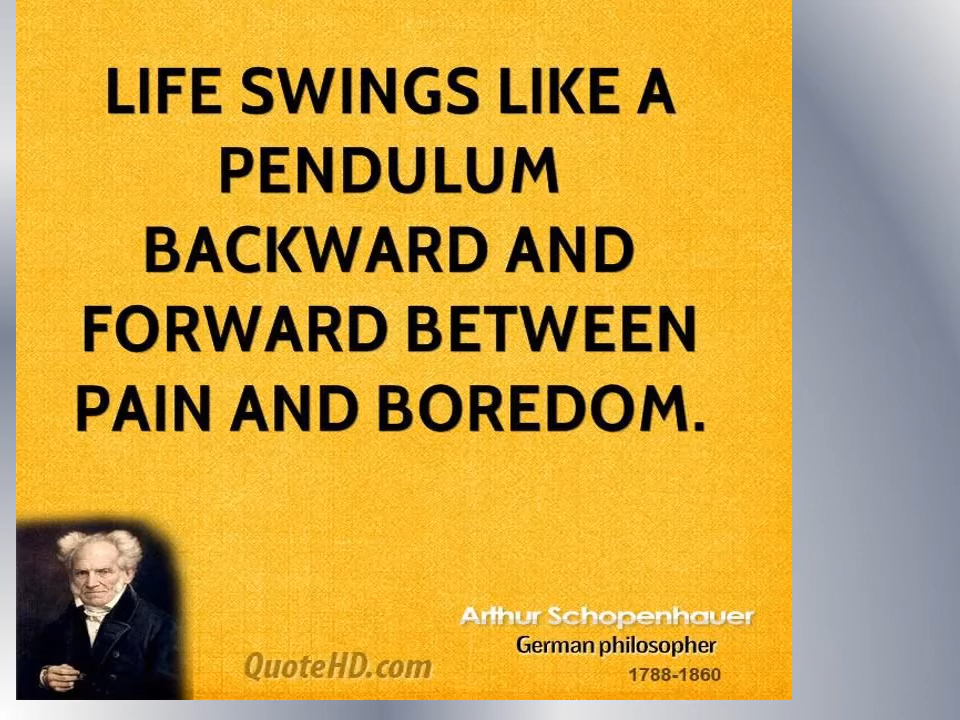 LIFE SWINGS LIKE A
PENDULUM
BACKWARD AND
FORWARD BETWEEN
PAIN AND BOREDOM.
Arthur Schopenhauer
German philosopher
QuoteHD.com
1788-1860